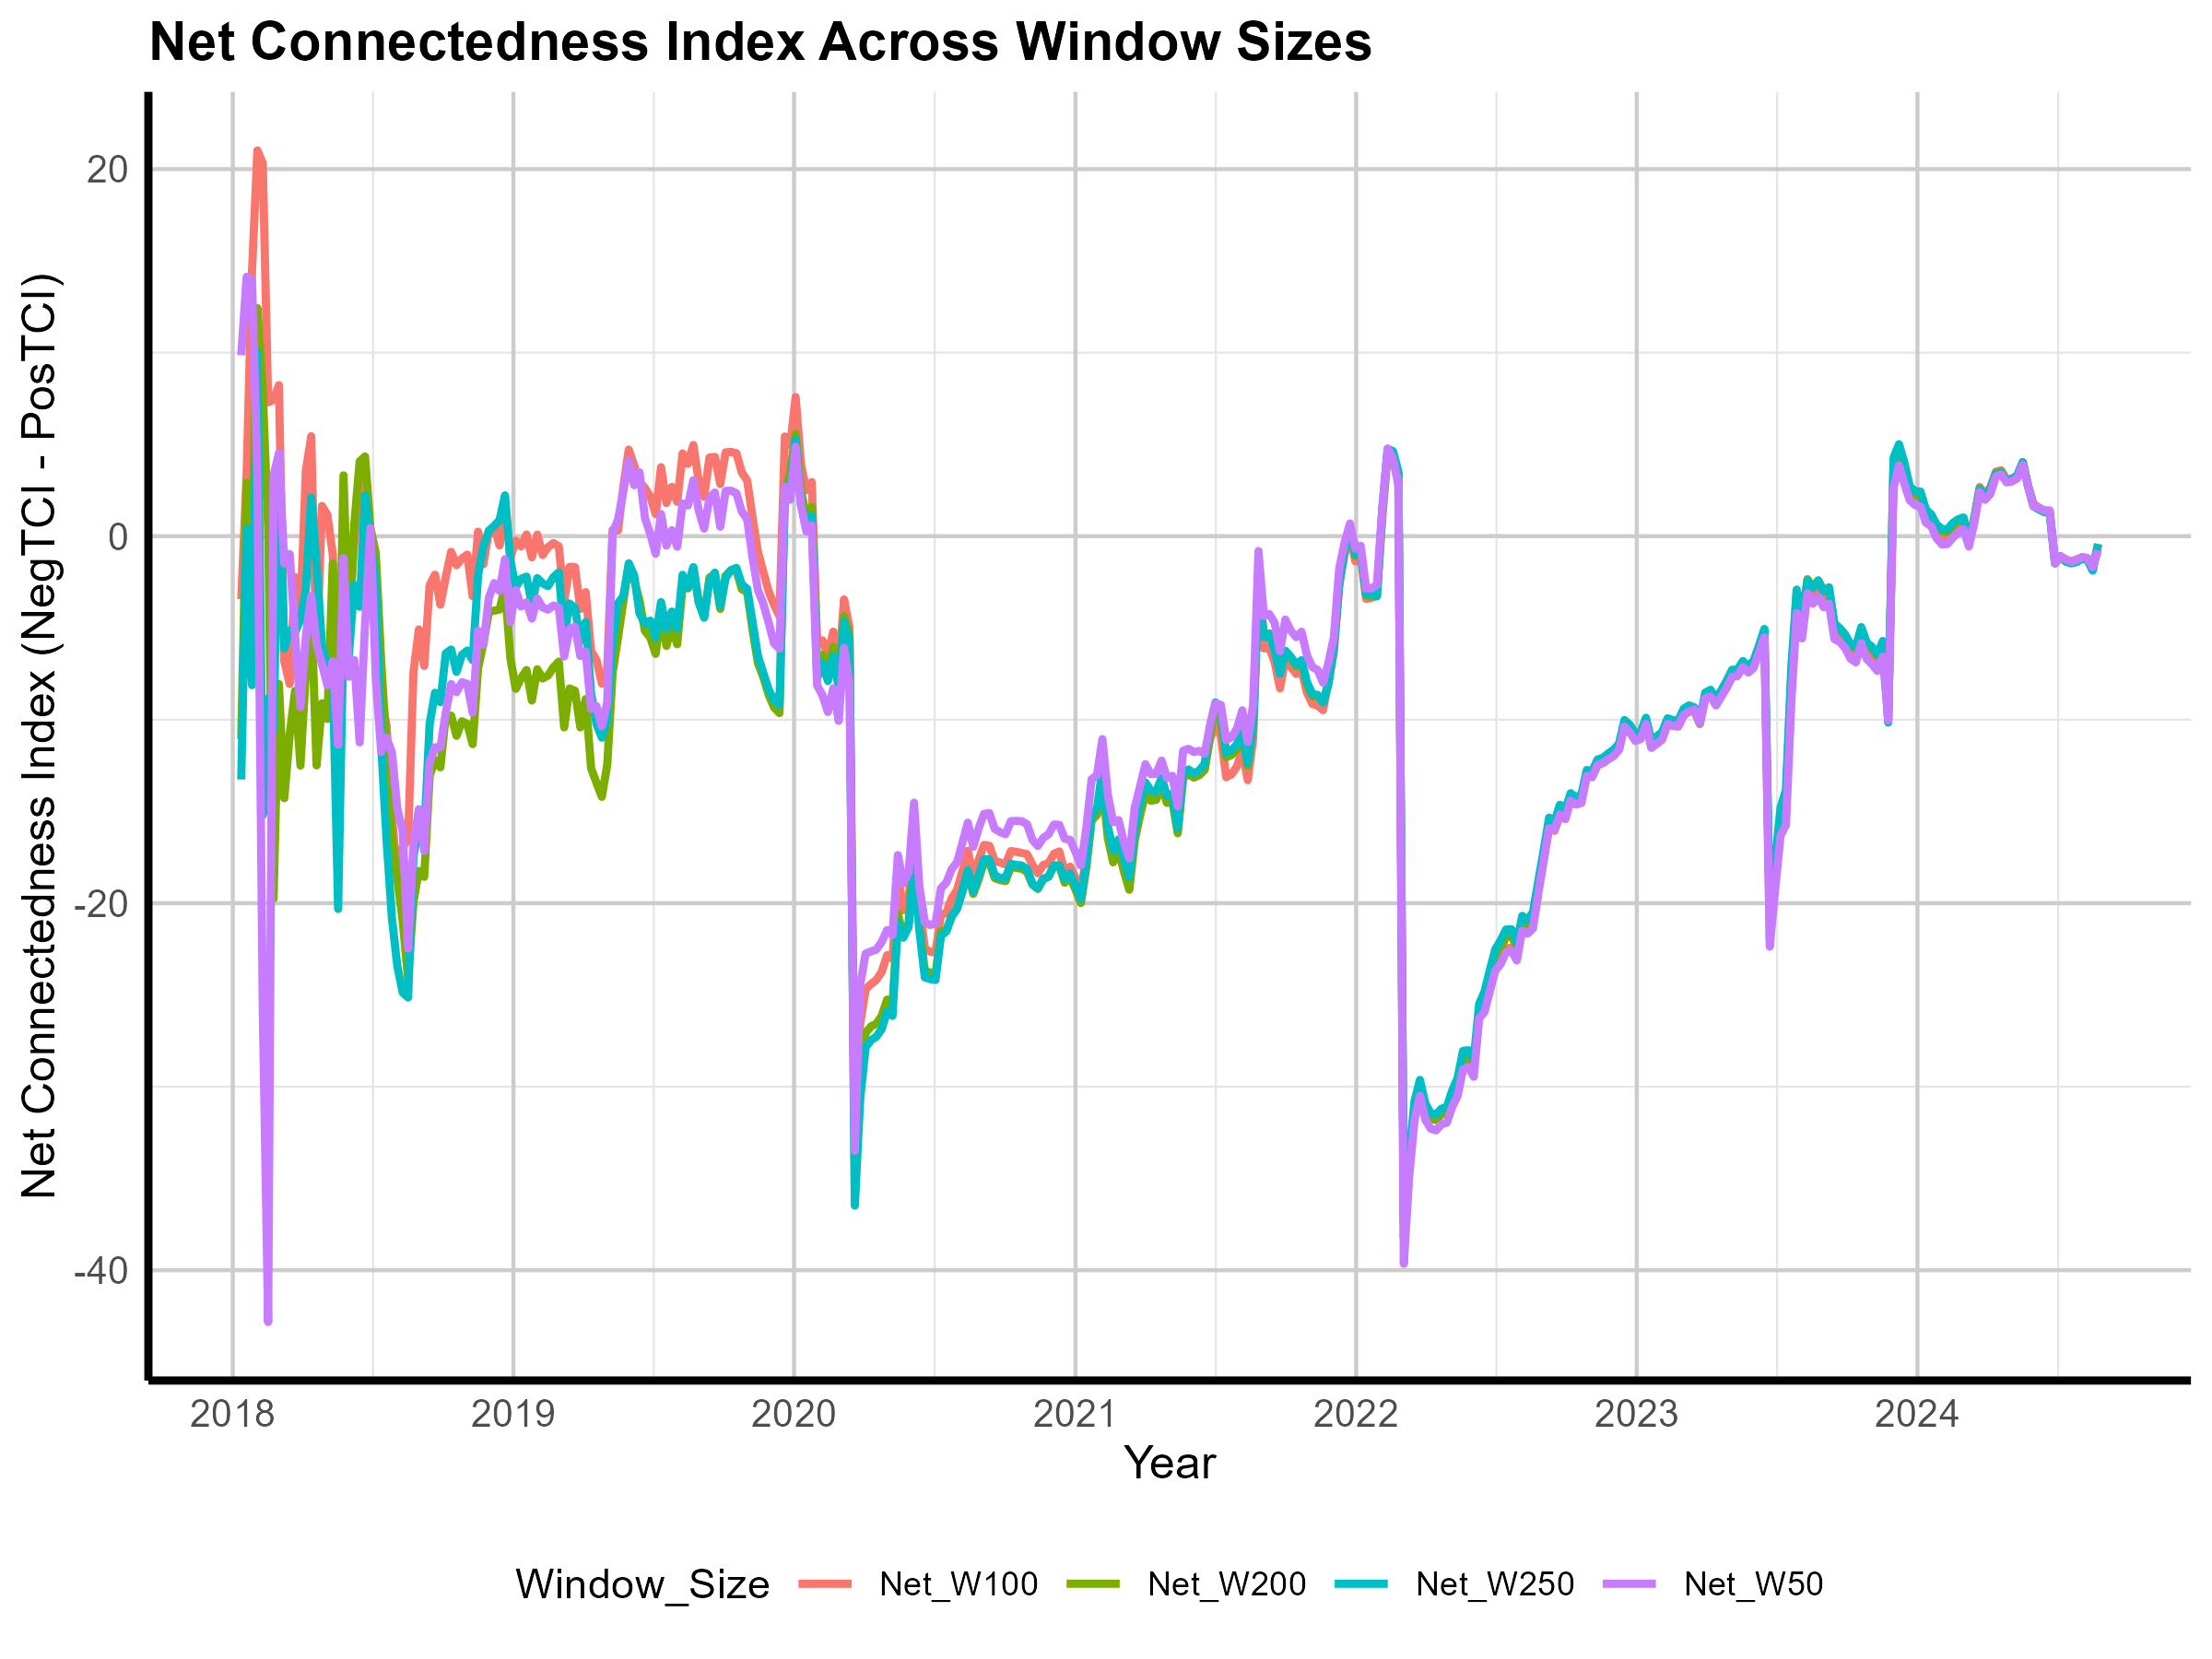 Net Connectedness Index Across Window Sizes
Net Connectedness Index (NegTCI - PosTCI)
20
0
-20
-40
2018 2019 2020 2021 2022 2023 2024
Year
Window_Size Net_W100 Net_W200 Net_W250 Net_W50